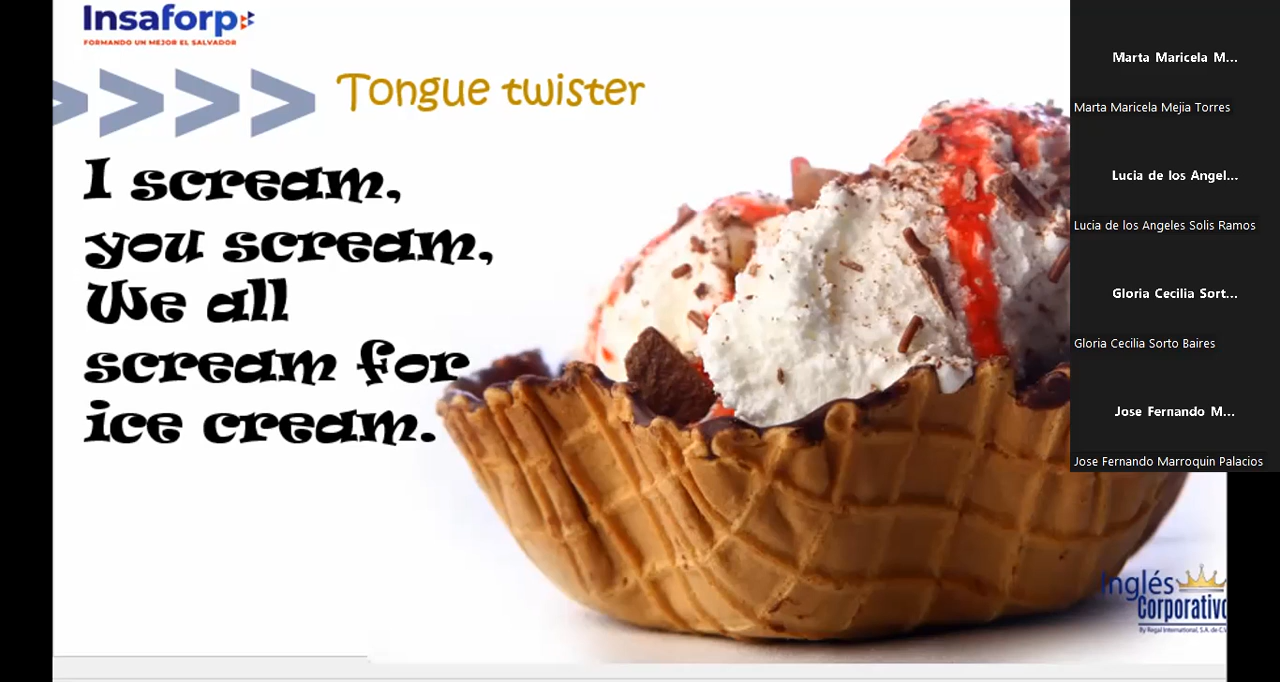 Insaforp
FORMANDO UN MEJOR EL SALVADOR
Tongue twister
I scream,
you scream,
We all
scream for
ice cream.
Marta Maricela M...
Marta Maricela Mejia Torres
Lucia de los Angel...
Lucia de los Angeles Solis Ramos
Gloria Cecilia Sort...
Gloria Cecilia Sorto Baires
Jose Fernando M...
Jose Fernando Marroquin Palacios
Inglés
Corporativo
By Regal International, S.A. de C.V.